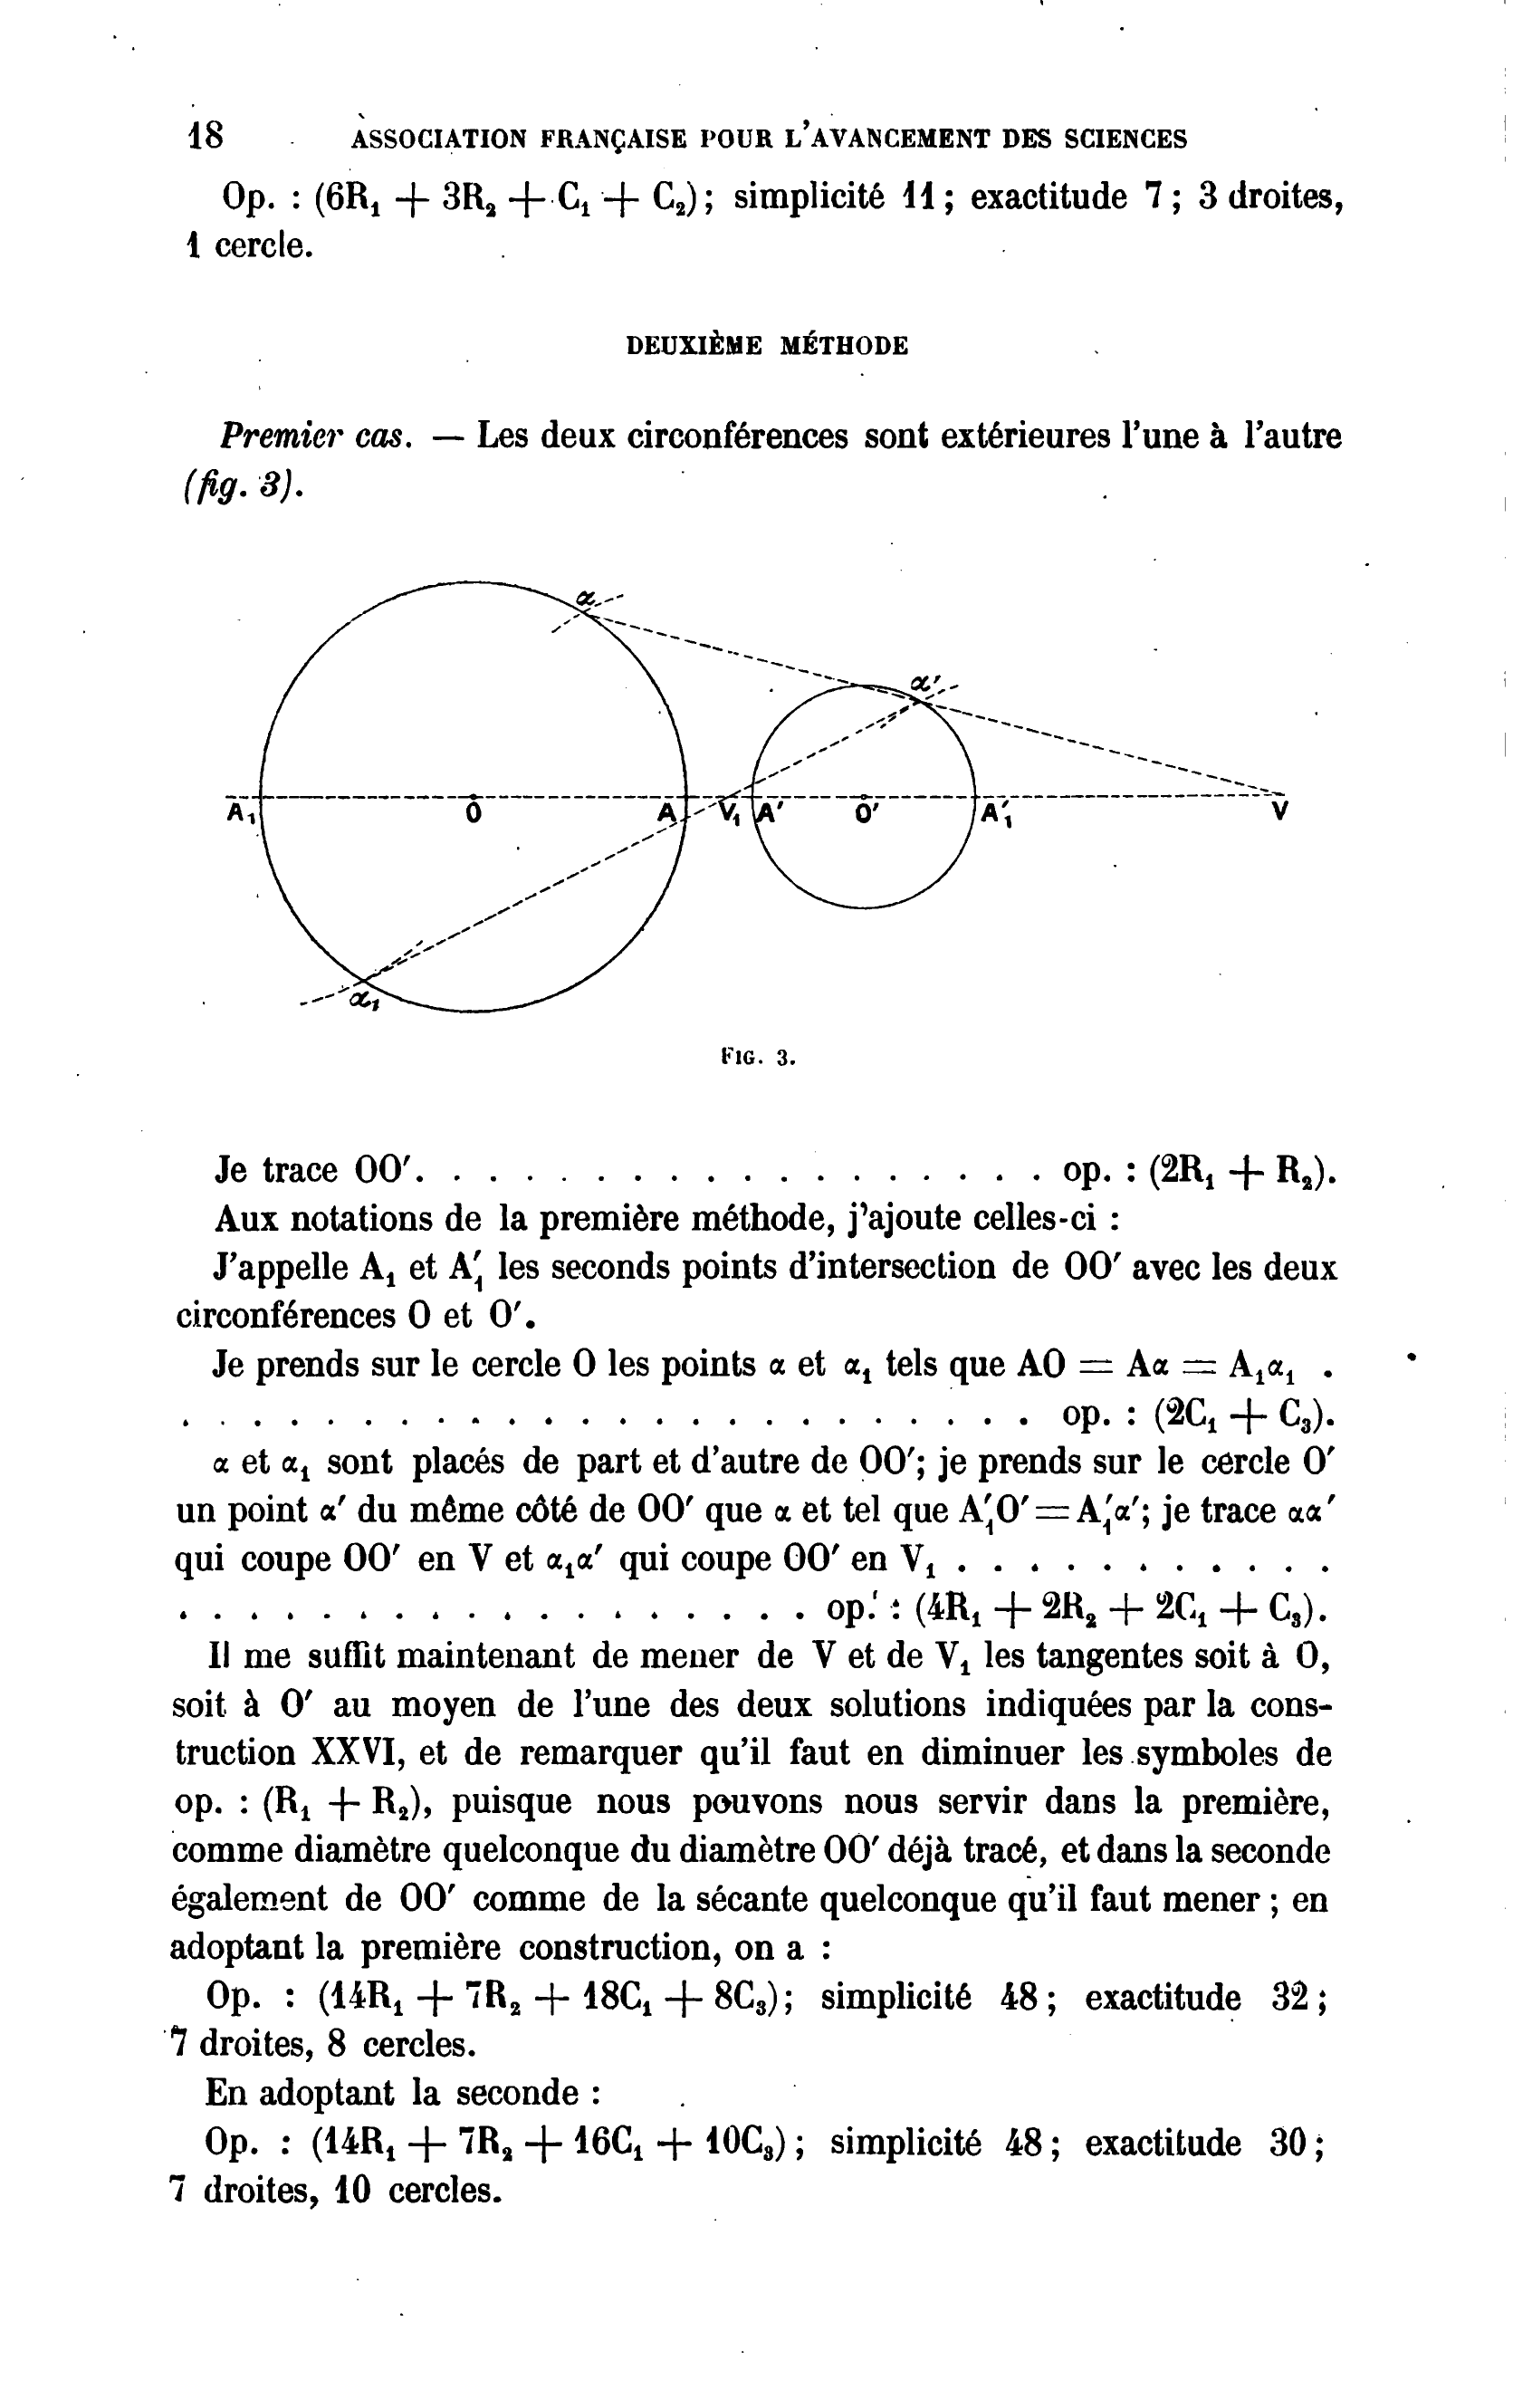 18 ASSOCIATION FRANÇAISE POUR L'AVANCEMENT DES SCIENCES
Op. : (6R₁ + 3R₂ + C₁ + C₂); simplicité 11; exactitude 7; 3 droites,
1 cercle.
DEUXIÈME MÉTHODE
Premier cas. — Les deux circonférences sont extérieures l'une à l'autre
(fig. 3).
α
α'
A₁ O A V₁ A' O' A'₁ V
α₁
FIG. 3.
Je trace OO'. . . . . . . . . . . . . . . . . . op. : (2R₁ + R₂).
Aux notations de la première méthode, j'ajoute celles-ci :
J'appelle A₁ et A'₁ les seconds points d'intersection de OO' avec les deux
circonférences O et O'.
Je prends sur le cercle O les points α et α₁ tels que AO = Aα = A₁α₁ .
. . . . . . . . . . . . . . . . . . . . . . . . op. : (2C₁ + C₃).
α et α₁ sont placés de part et d'autre de OO'; je prends sur le cercle O'
un point α' du même côté de OO' que α et tel que A'₁O' = A'₁α'; je trace αα'
qui coupe OO' en V et α₁α' qui coupe OO' en V₁ . . . . . . . . . . .
. . . . . . . . . . . . . . . . . . op. : (4R₁ + 2R₂ + 2C₁ + C₃).
Il me suffit maintenant de mener de V et de V₁ les tangentes soit à O,
soit à O' au moyen de l'une des deux solutions indiquées par la cons-
truction XXVI, et de remarquer qu'il faut en diminuer les symboles de
op. : (R₁ + R₂), puisque nous pouvons nous servir dans la première,
comme diamètre quelconque du diamètre OO' déjà tracé, et dans la seconde
également de OO' comme de la sécante quelconque qu'il faut mener; en
adoptant la première construction, on a :
Op. : (14R₁ + 7R₂ + 18C₁ + 8C₃); simplicité 48; exactitude 32;
7 droites, 8 cercles.
En adoptant la seconde :
Op. : (14R₁ + 7R₂ + 16C₁ + 10C₃); simplicité 48; exactitude 30;
7 droites, 10 cercles.